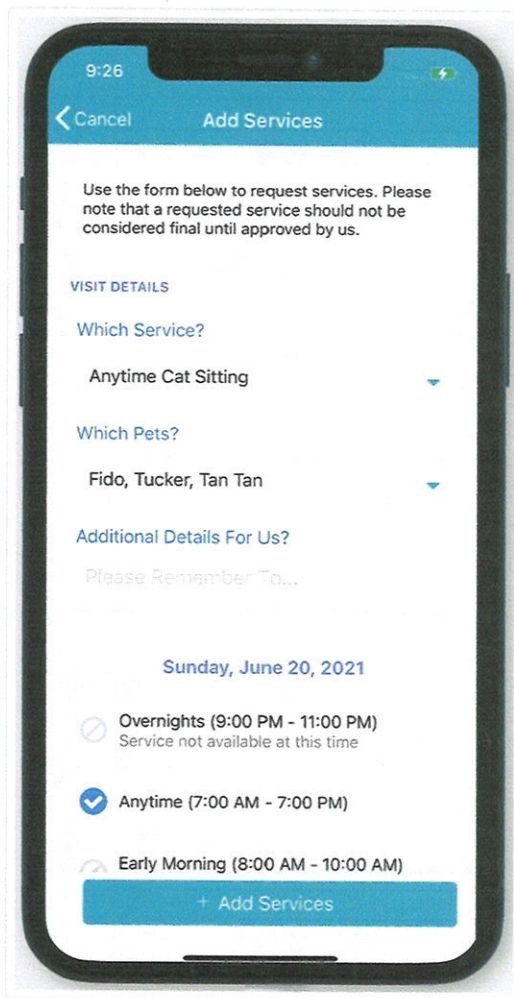 9:26
Cancel Add Services
Use the form below to request services. Please
note that a requested service should not be
considered final until approved by us.
VISIT DETAILS
Which Service?
Anytime Cat Sitting
Which Pets?
Fido, Tucker, Tan Tan
Additional Details For Us?
Please Remember To...
Sunday, June 20, 2021
Overnights (9:00 PM - 11:00 PM)
Service not available at this time
Anytime (7:00 AM - 7:00 PM)
Early Morning (8:00 AM - 10:00 AM)
+ Add Services